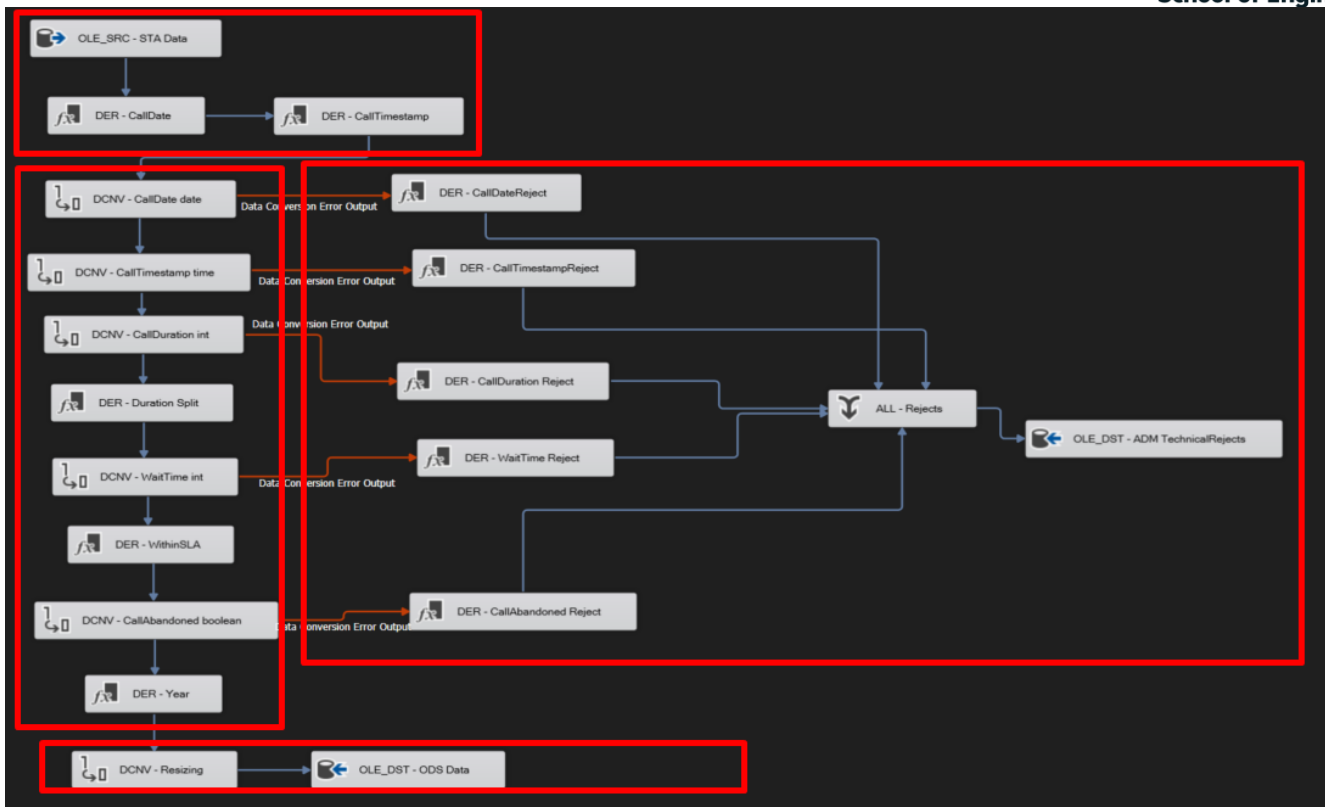 School of Engi
OLE_SRC - STA Data
DER - CallDate
DER - CallTimestamp
DCNV - CallDate date
Data Conversion Error Output
DER - CallDateReject
DCNV - CallTimestamp time
Data Conversion Error Output
DER - CallTimestampReject
DCNV - CallDuration int
Data Conversion Error Output
DER - CallDuration Reject
DER - Duration Split
ALL - Rejects
OLE_DST - ADM TechnicalRejects
DCNV - WaitTime int
Data Conversion Error Output
DER - WaitTime Reject
DER - WithinSLA
DCNV - CallAbandoned boolean
Data Conversion Error Output
DER - CallAbandoned Reject
DER - Year
DCNV - Resizing
OLE_DST - ODS Data